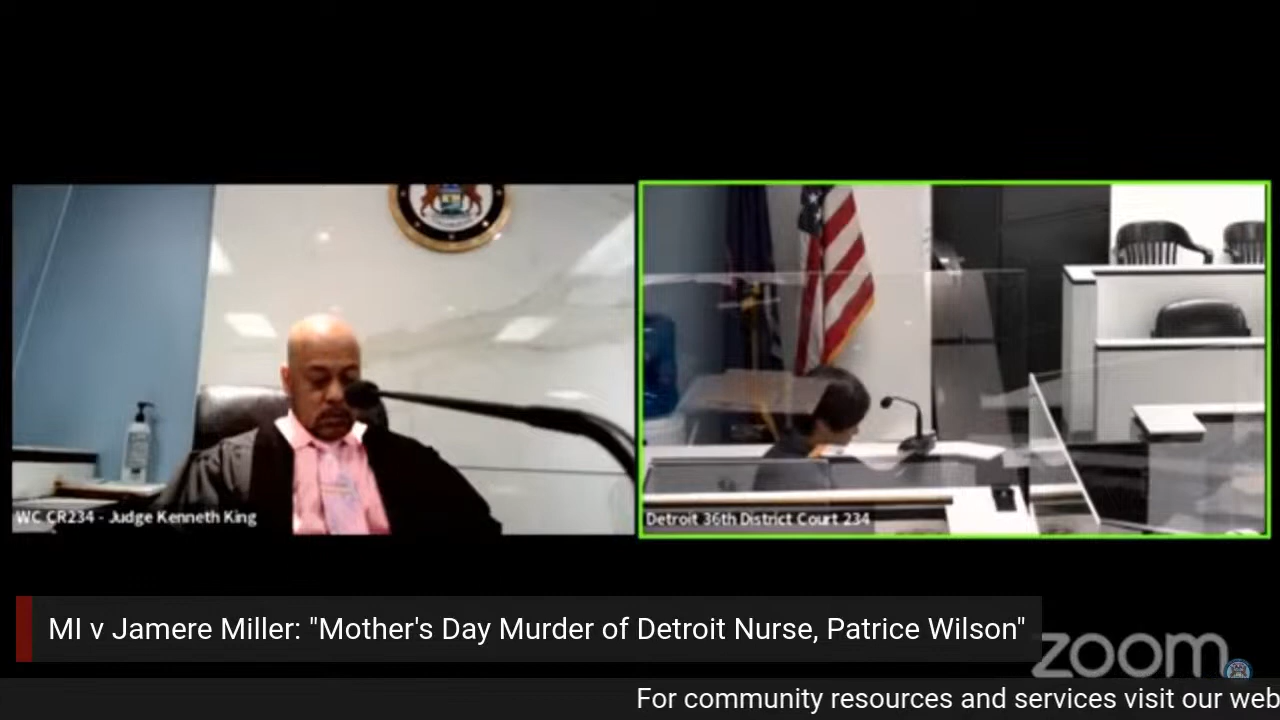 WC CR234 - Judge Kenneth King
Detroit 36th District Court 234
MI v Jamere Miller: "Mother's Day Murder of Detroit Nurse, Patrice Wilson"
zoom
For community resources and services visit our web